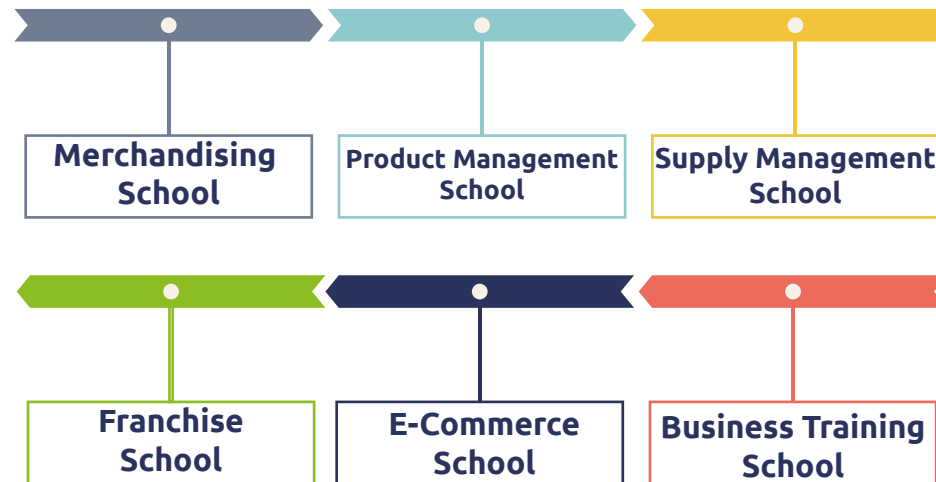 Merchandising
School
Product Management
School
Supply Management
School
Franchise
School
E-Commerce
School
Business Training
School